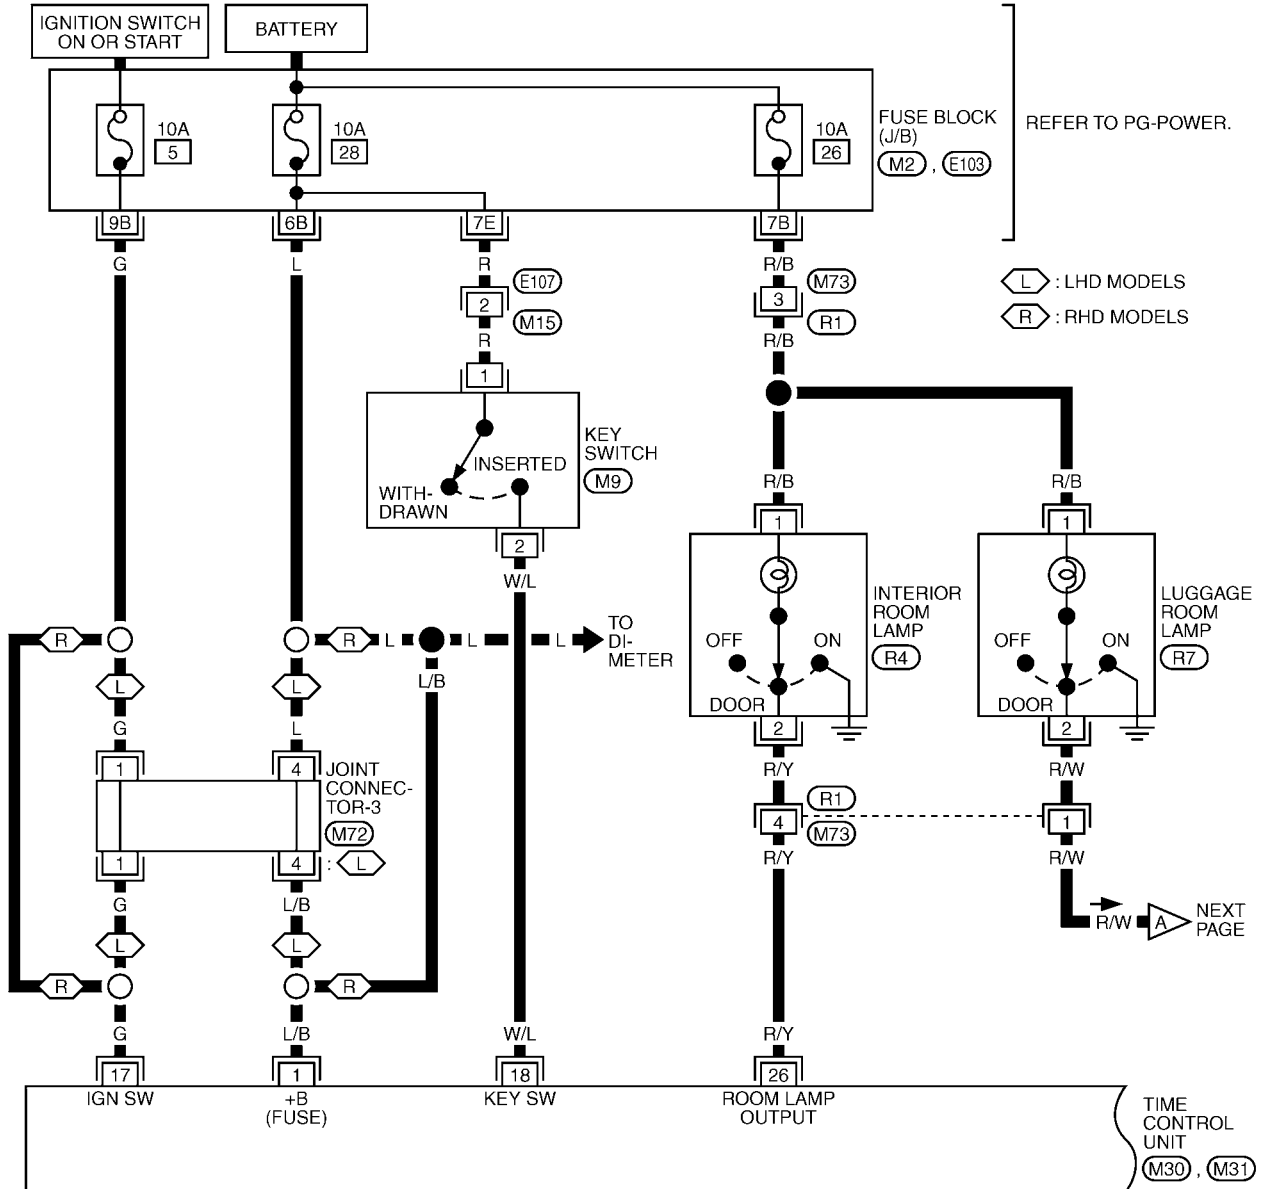 IGNITION SWITCH
ON OR START
BATTERY
10A
5
10A
28
10A
26
FUSE BLOCK
(J/B)
M2 , E103
REFER TO PG-POWER.
9B
6B
7E
7B
G
L
R
R/B
E107
2
M15
M73
3
R1
L : LHD MODELS
R : RHD MODELS
R
R/B
1
KEY
SWITCH
M9
INSERTED
WITH-
DRAWN
2
W/L
R/B
R/B
1
1
INTERIOR
ROOM
LAMP
R4
OFF
ON
DOOR
2
LUGGAGE
ROOM
LAMP
R7
OFF
ON
DOOR
2
R
R
L
L
L
TO
DI-
METER
L
L
L/B
G
L
1
4
JOINT
CONNEC-
TOR-3
M72
1
4
: L
G
L/B
L
L
R
R
G
L/B
W/L
R/Y
R/W
R1
4
M73
1
R/Y
R/W
R/W
A
NEXT
PAGE
R/Y
17
1
18
26
IGN SW
+B
(FUSE)
KEY SW
ROOM LAMP
OUTPUT
TIME
CONTROL
UNIT
M30 , M31